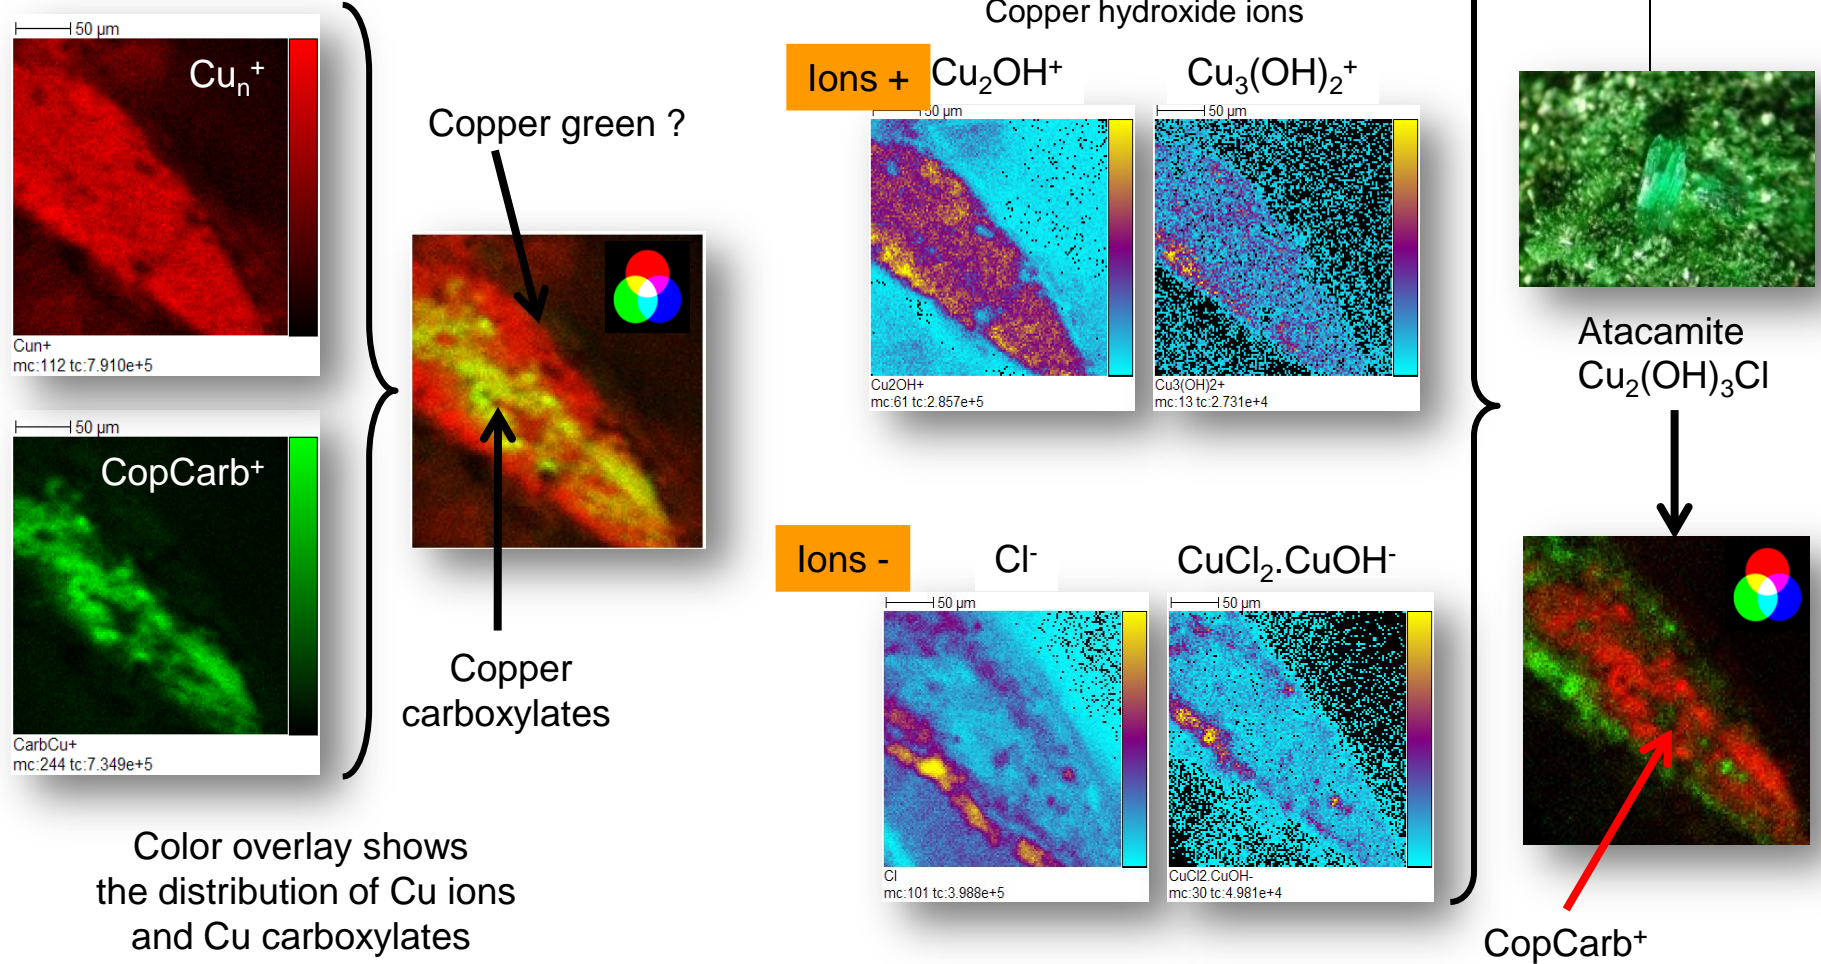 50 µm
Cuₙ⁺
Cun+
mc:112 tc:7.910e+5
50 µm
CopCarb⁺
CarbCu+
mc:244 tc:7.349e+5
Color overlay shows
the distribution of Cu ions
and Cu carboxylates
Copper green ?
Copper
carboxylates
Copper hydroxide ions
Ions +
Cu₂OH⁺
Cu₃(OH)₂⁺
50 µm
50 µm
Cu2OH+
mc:61 tc:2.857e+5
Cu3(OH)2+
mc:13 tc:2.731e+4
Ions -
Cl⁻
CuCl₂.CuOH⁻
50 µm
50 µm
Cl
mc:101 tc:3.988e+5
CuCl2.CuOH-
mc:30 tc:4.981e+4
Atacamite
Cu₂(OH)₃Cl
CopCarb⁺